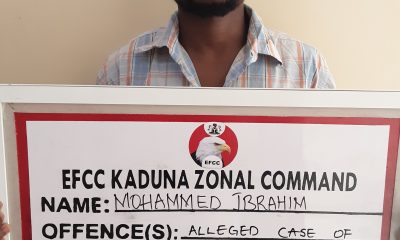 EFCC
EFCC KADUNA ZONAL COMMAND
NAME: MOHAMMED IBRAHIM
OFFENCE(S): ALLEGED CASE OF